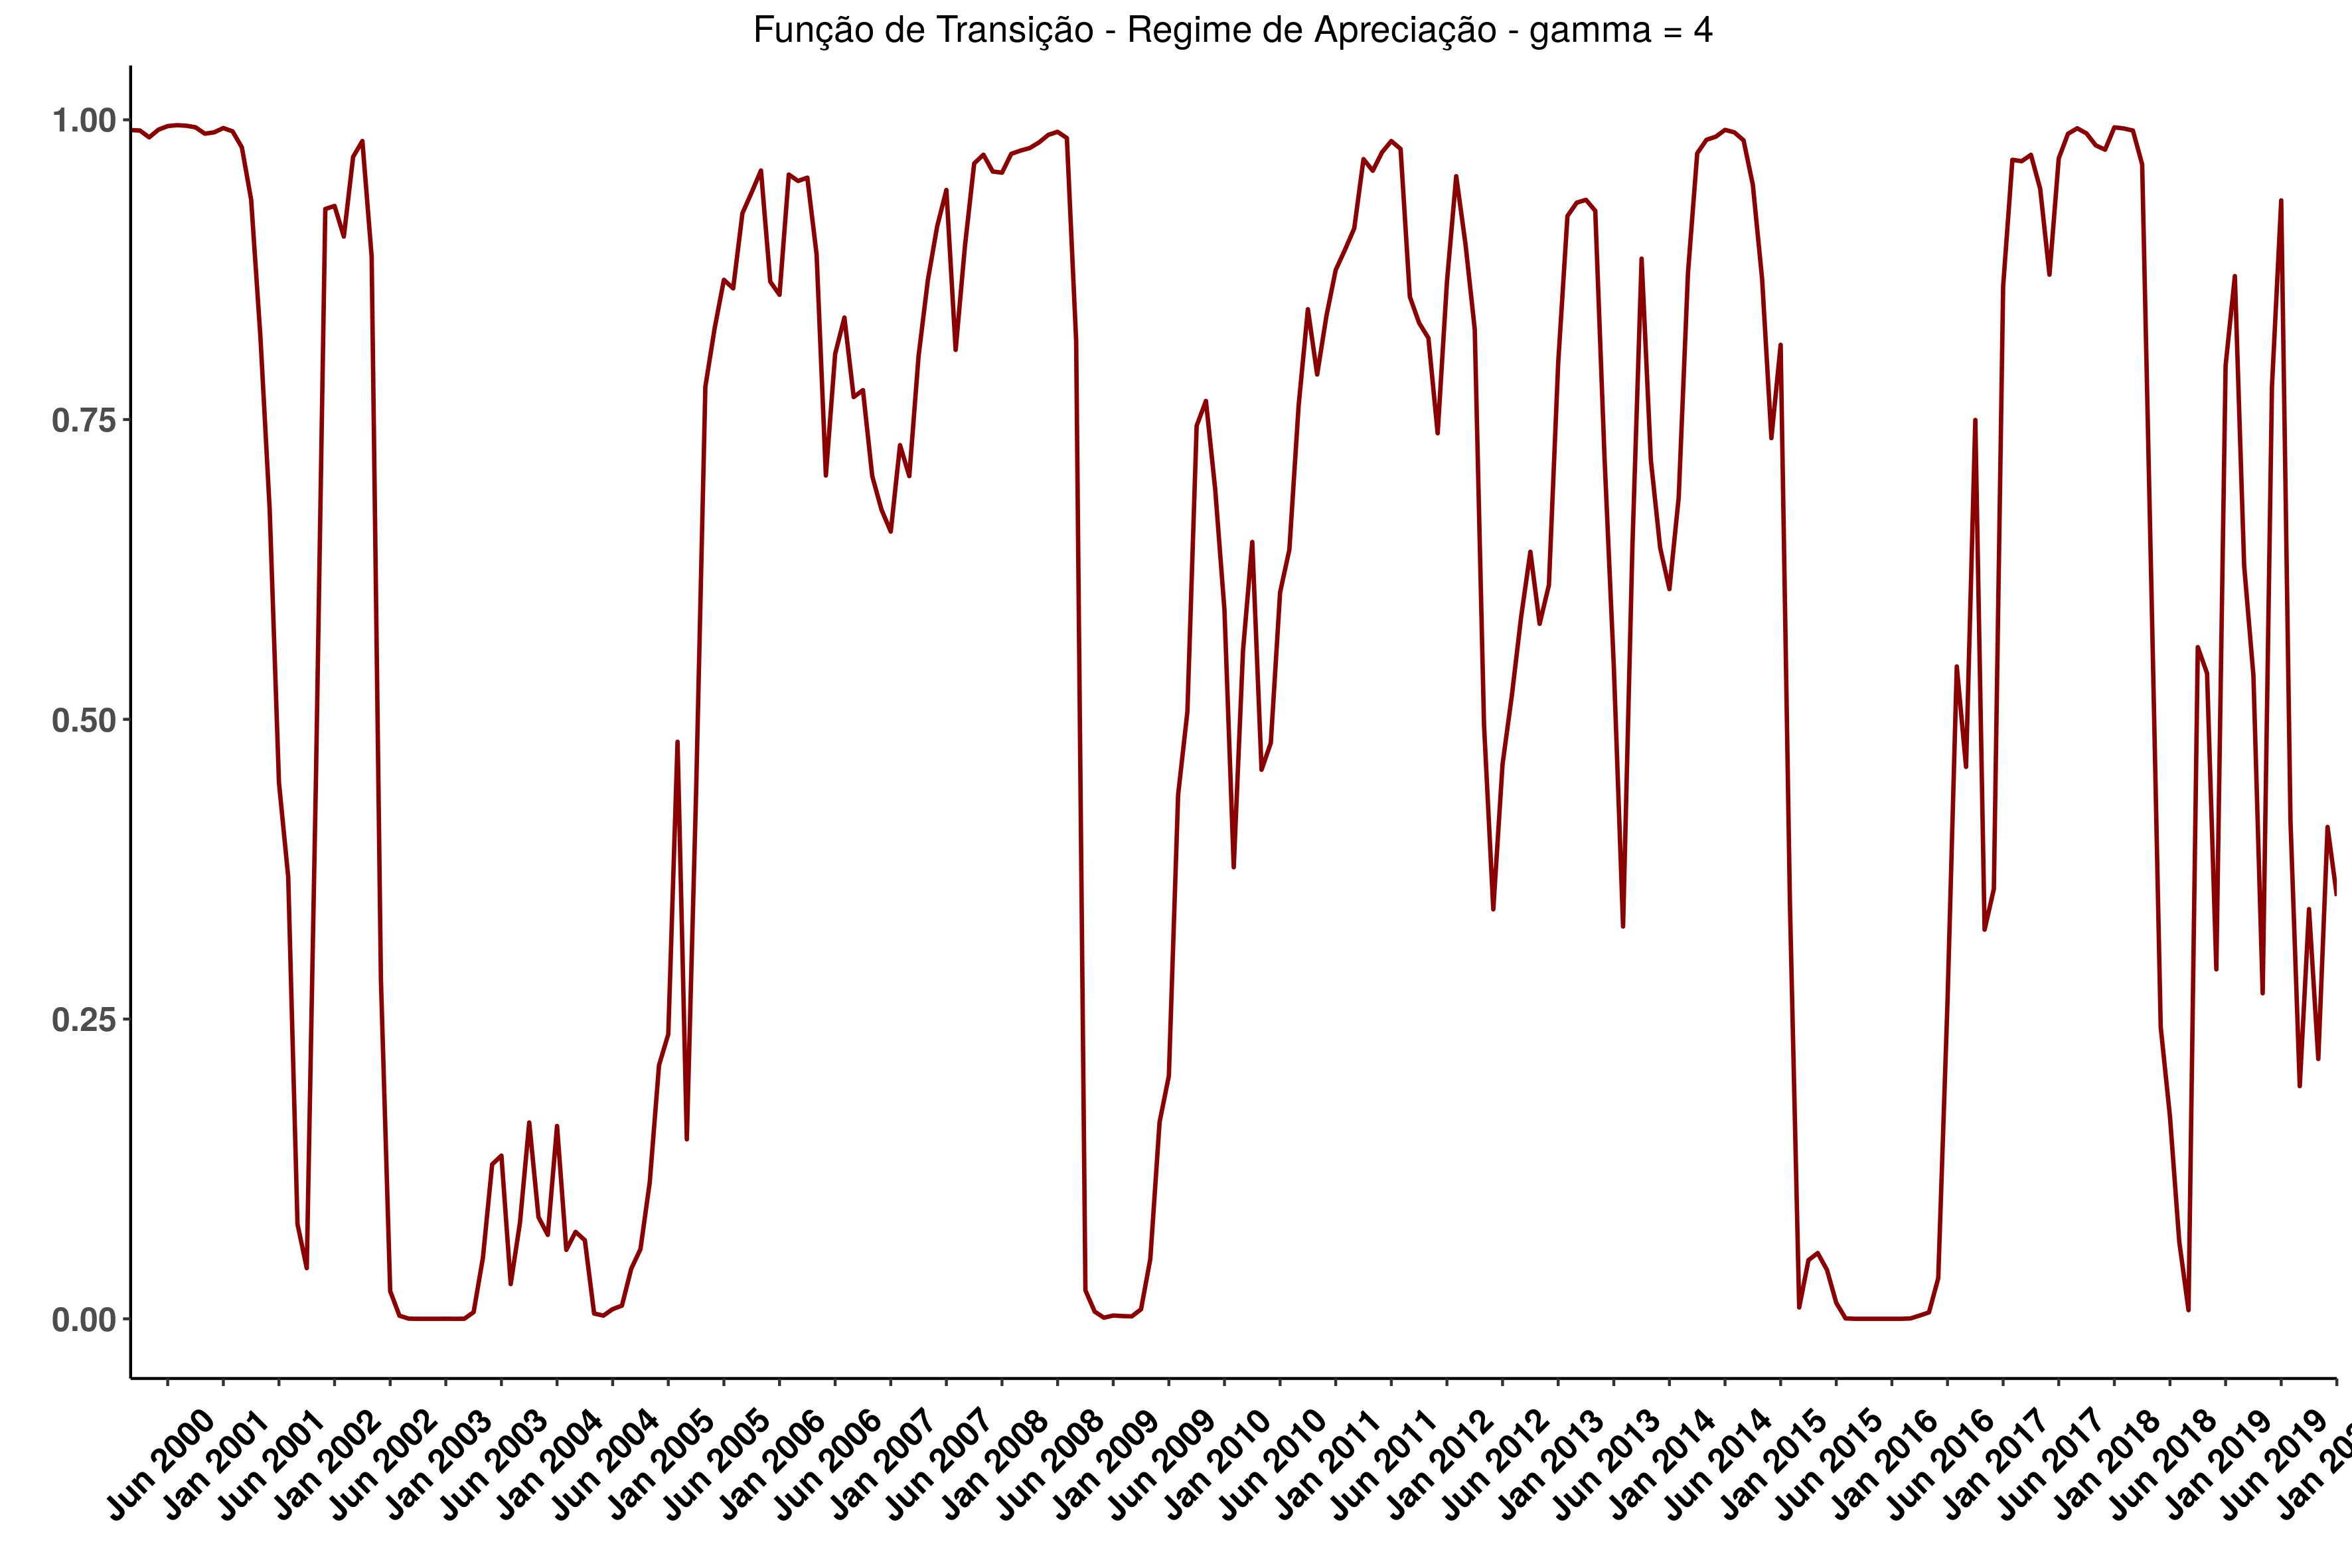 Função de Transição - Regime de Apreciação - gamma = 4
1.00
0.75
0.50
0.25
0.00
Jun 2000
Jan 2001
Jun 2001
Jan 2002
Jun 2002
Jan 2003
Jun 2003
Jan 2004
Jun 2004
Jan 2005
Jun 2005
Jan 2006
Jun 2006
Jan 2007
Jun 2007
Jan 2008
Jun 2008
Jan 2009
Jun 2009
Jan 2010
Jun 2010
Jan 2011
Jun 2011
Jan 2012
Jun 2012
Jan 2013
Jun 2013
Jan 2014
Jun 2014
Jan 2015
Jun 2015
Jan 2016
Jun 2016
Jan 2017
Jun 2017
Jan 2018
Jun 2018
Jan 2019
Jun 2019
Jan